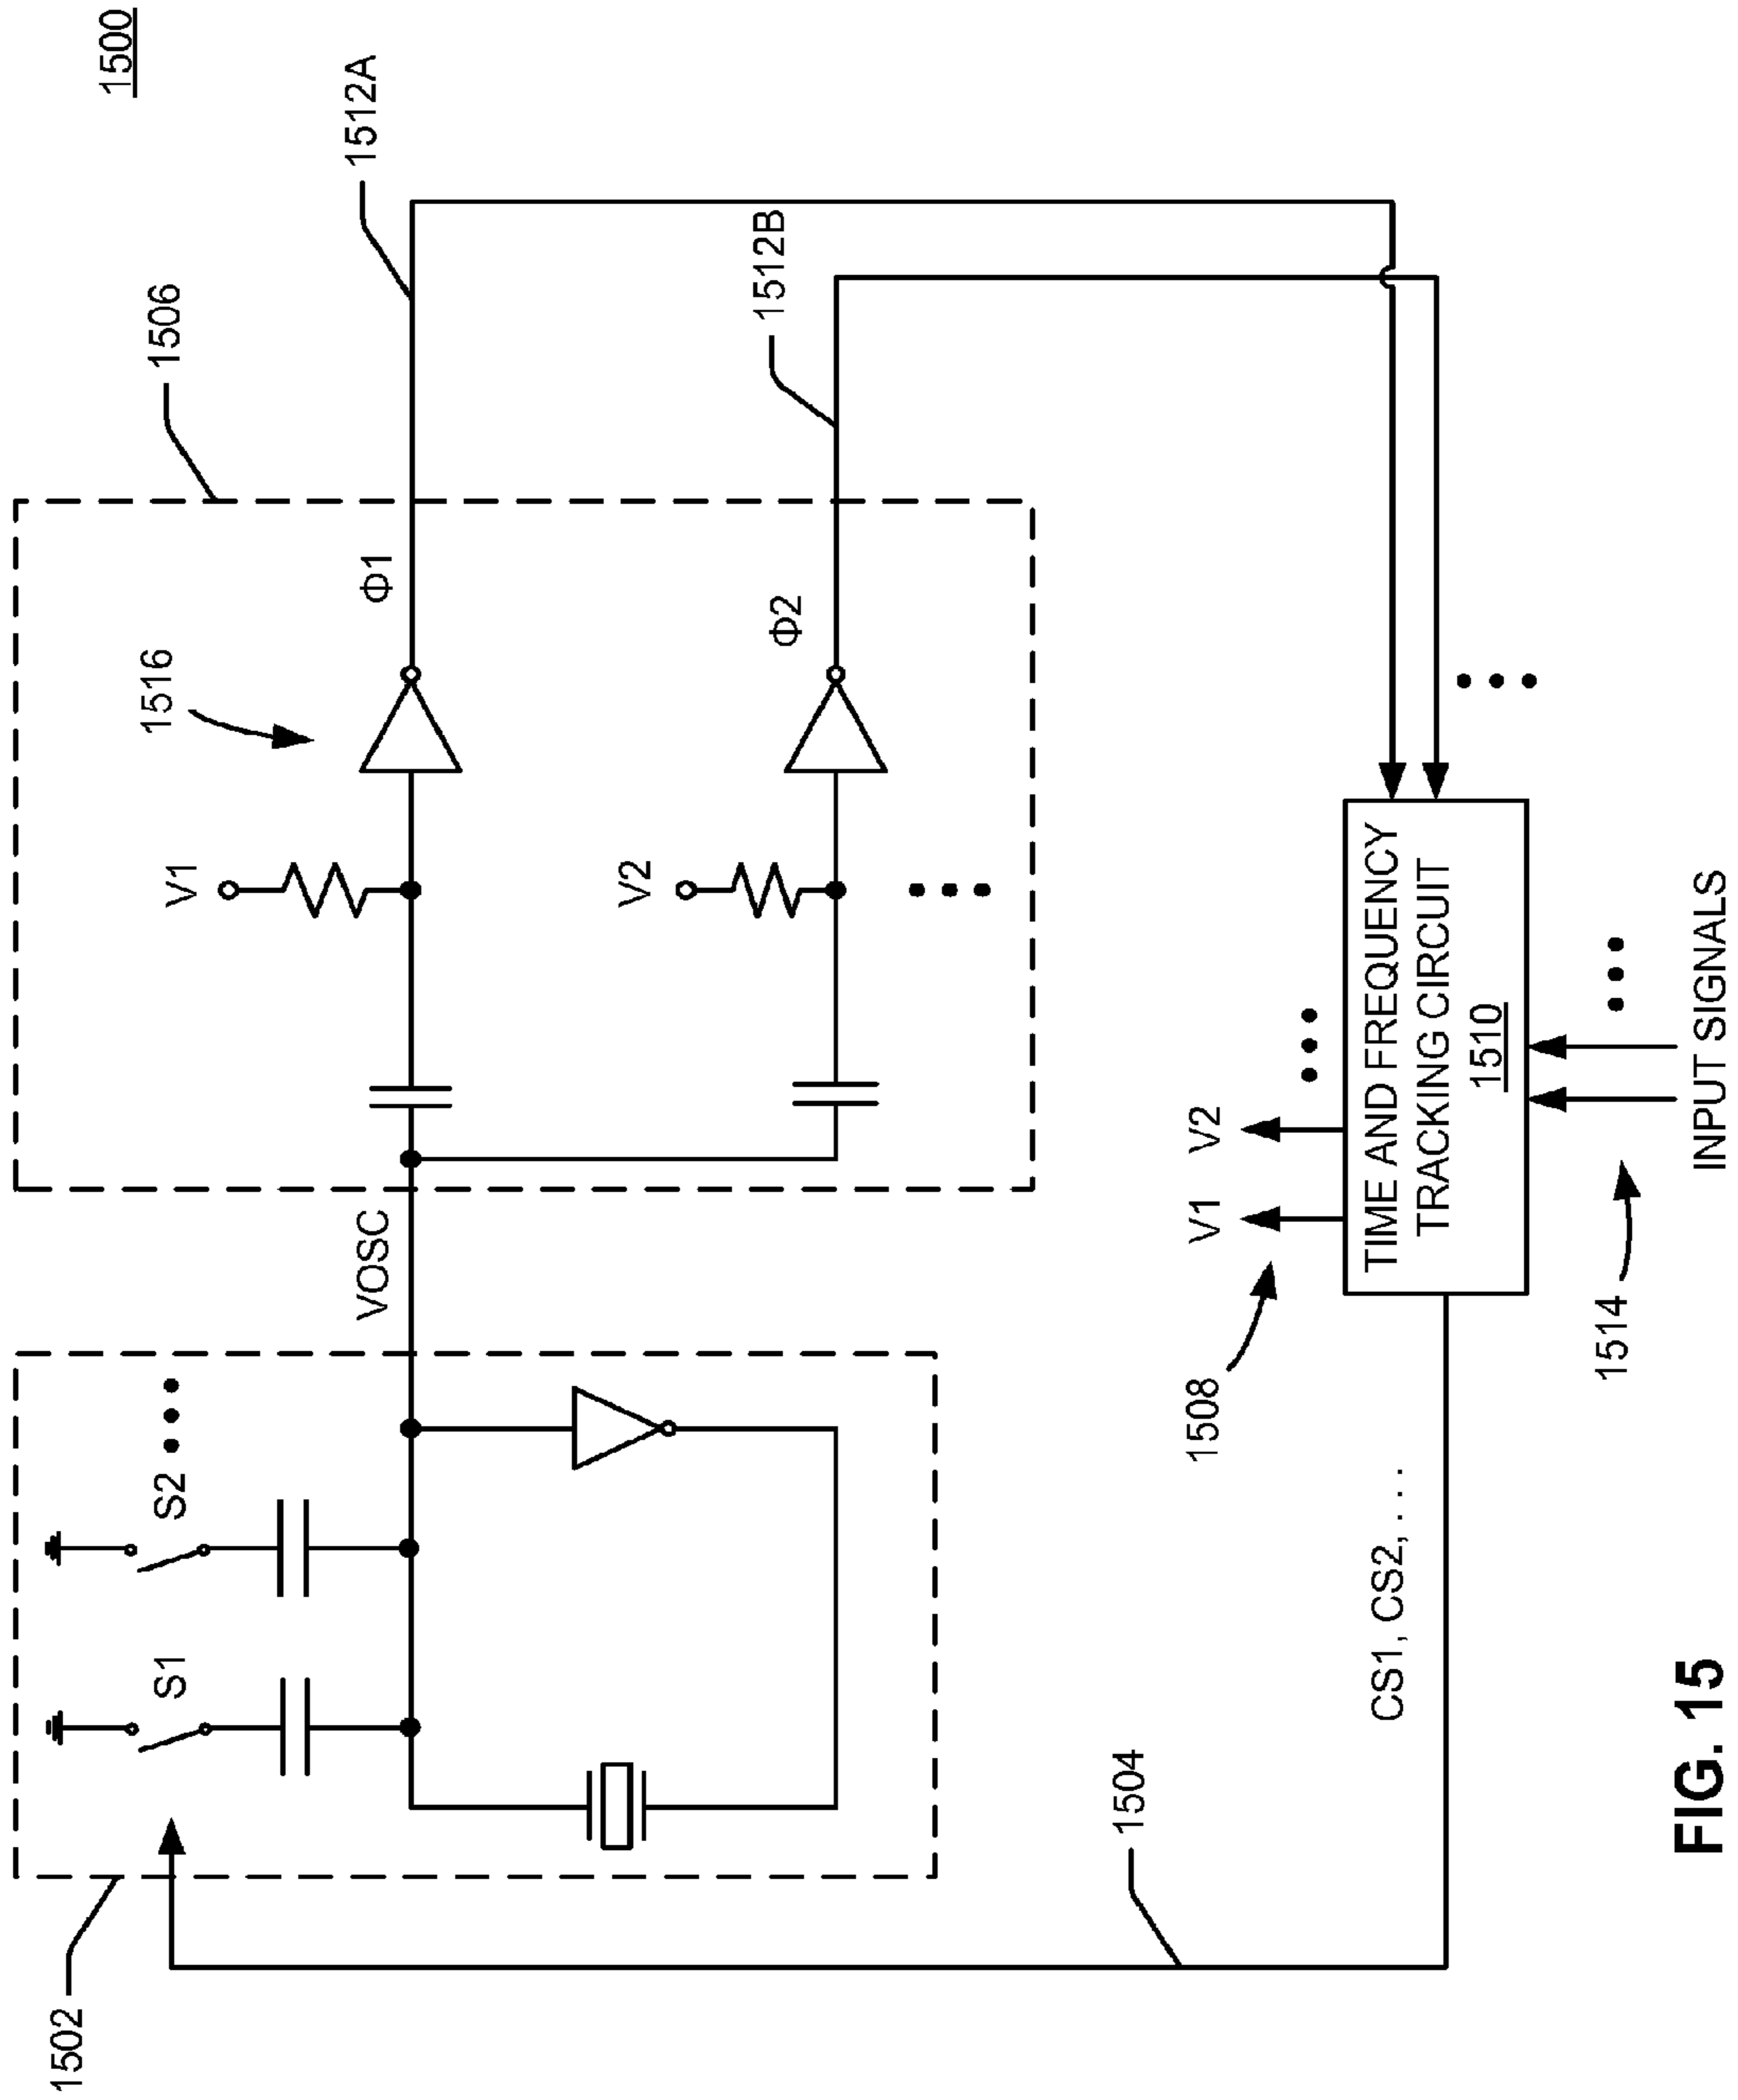 1500
1502
S1
S2
VOSC
1506
V1
1516
Φ1
1512A
V2
Φ2
1512B
1504
CS1, CS2, . . .
1508
V1
V2
TIME AND FREQUENCY
TRACKING CIRCUIT
1510
1514
INPUT SIGNALS
FIG. 15